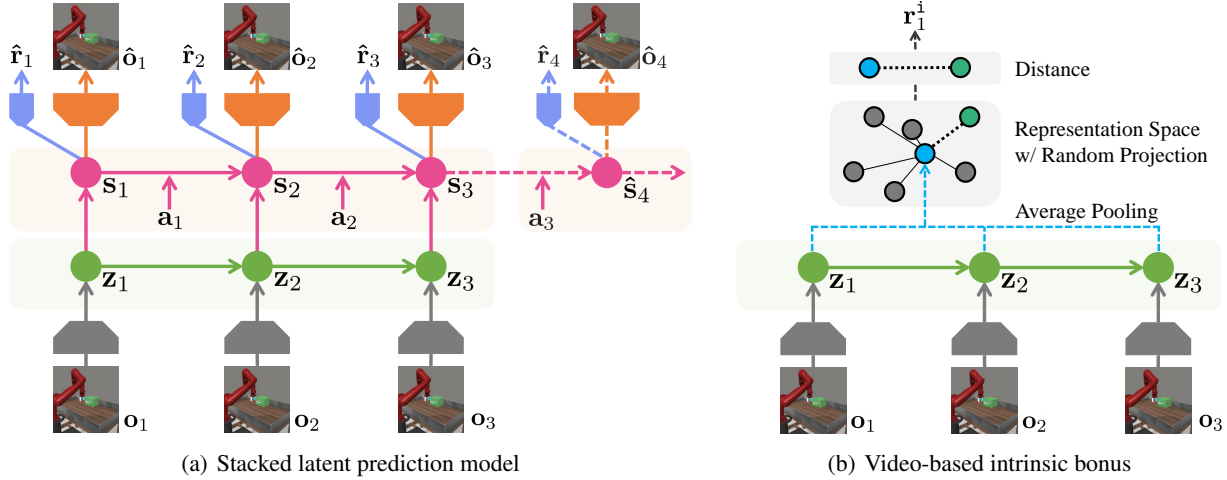 r̂₁ ô₁ r̂₂ ô₂ r̂₃ ô₃ r̂₄ ô₄
s₁ s₂ s₃ ŝ₄
a₁ a₂ a₃
z₁ z₂ z₃
o₁ o₂ o₃
(a) Stacked latent prediction model
r₁ⁱ
Distance
Representation Space
w/ Random Projection
Average Pooling
z₁ z₂ z₃
o₁ o₂ o₃
(b) Video-based intrinsic bonus